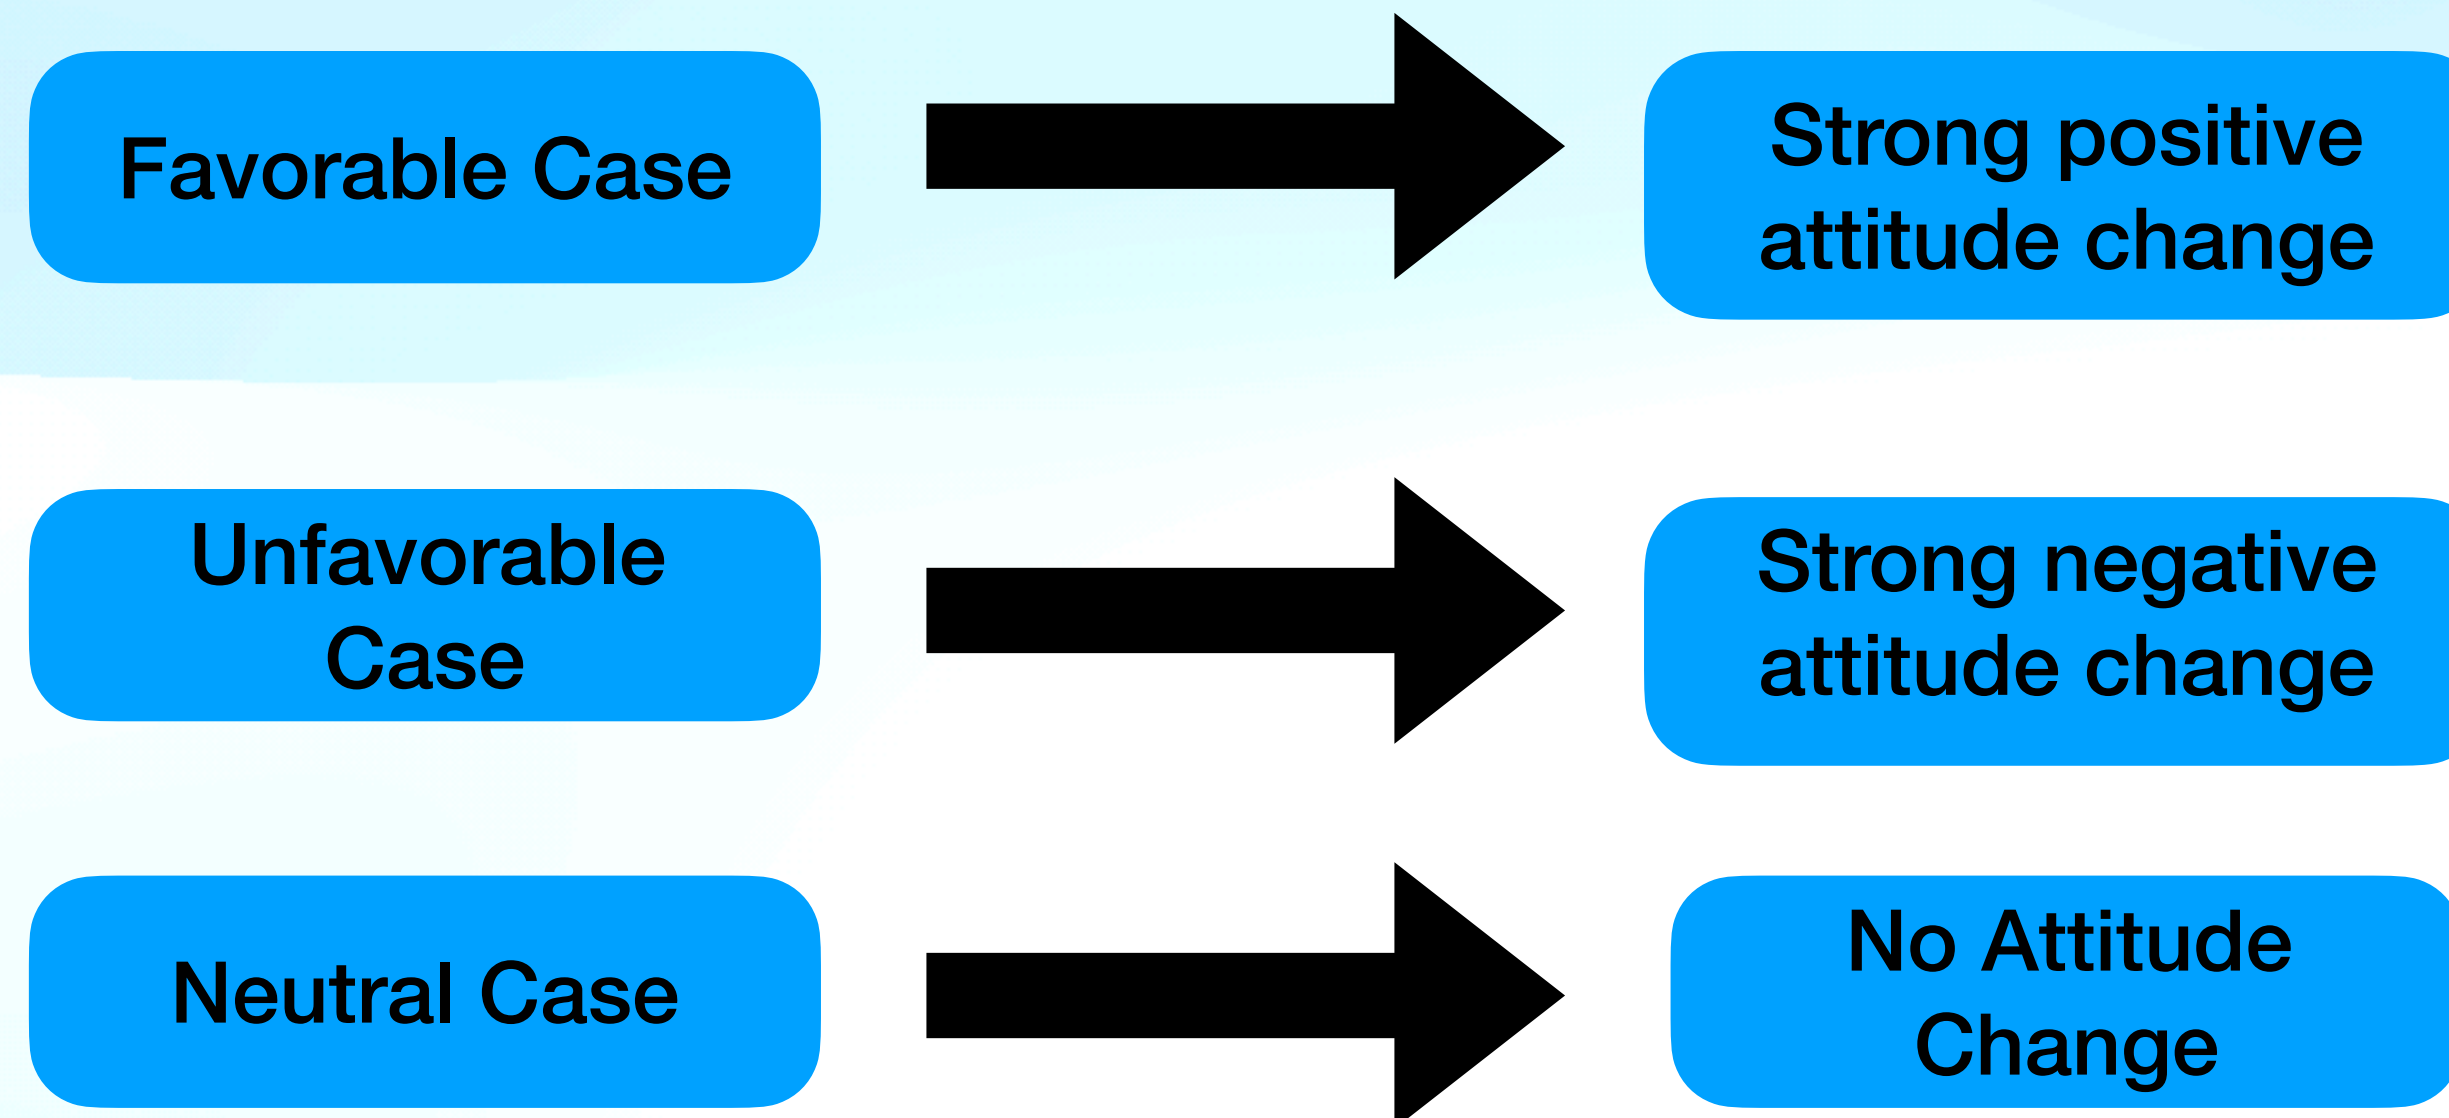 Favorable Case
Strong positive
attitude change
Unfavorable
Case
Strong negative
attitude change
Neutral Case
No Attitude
Change